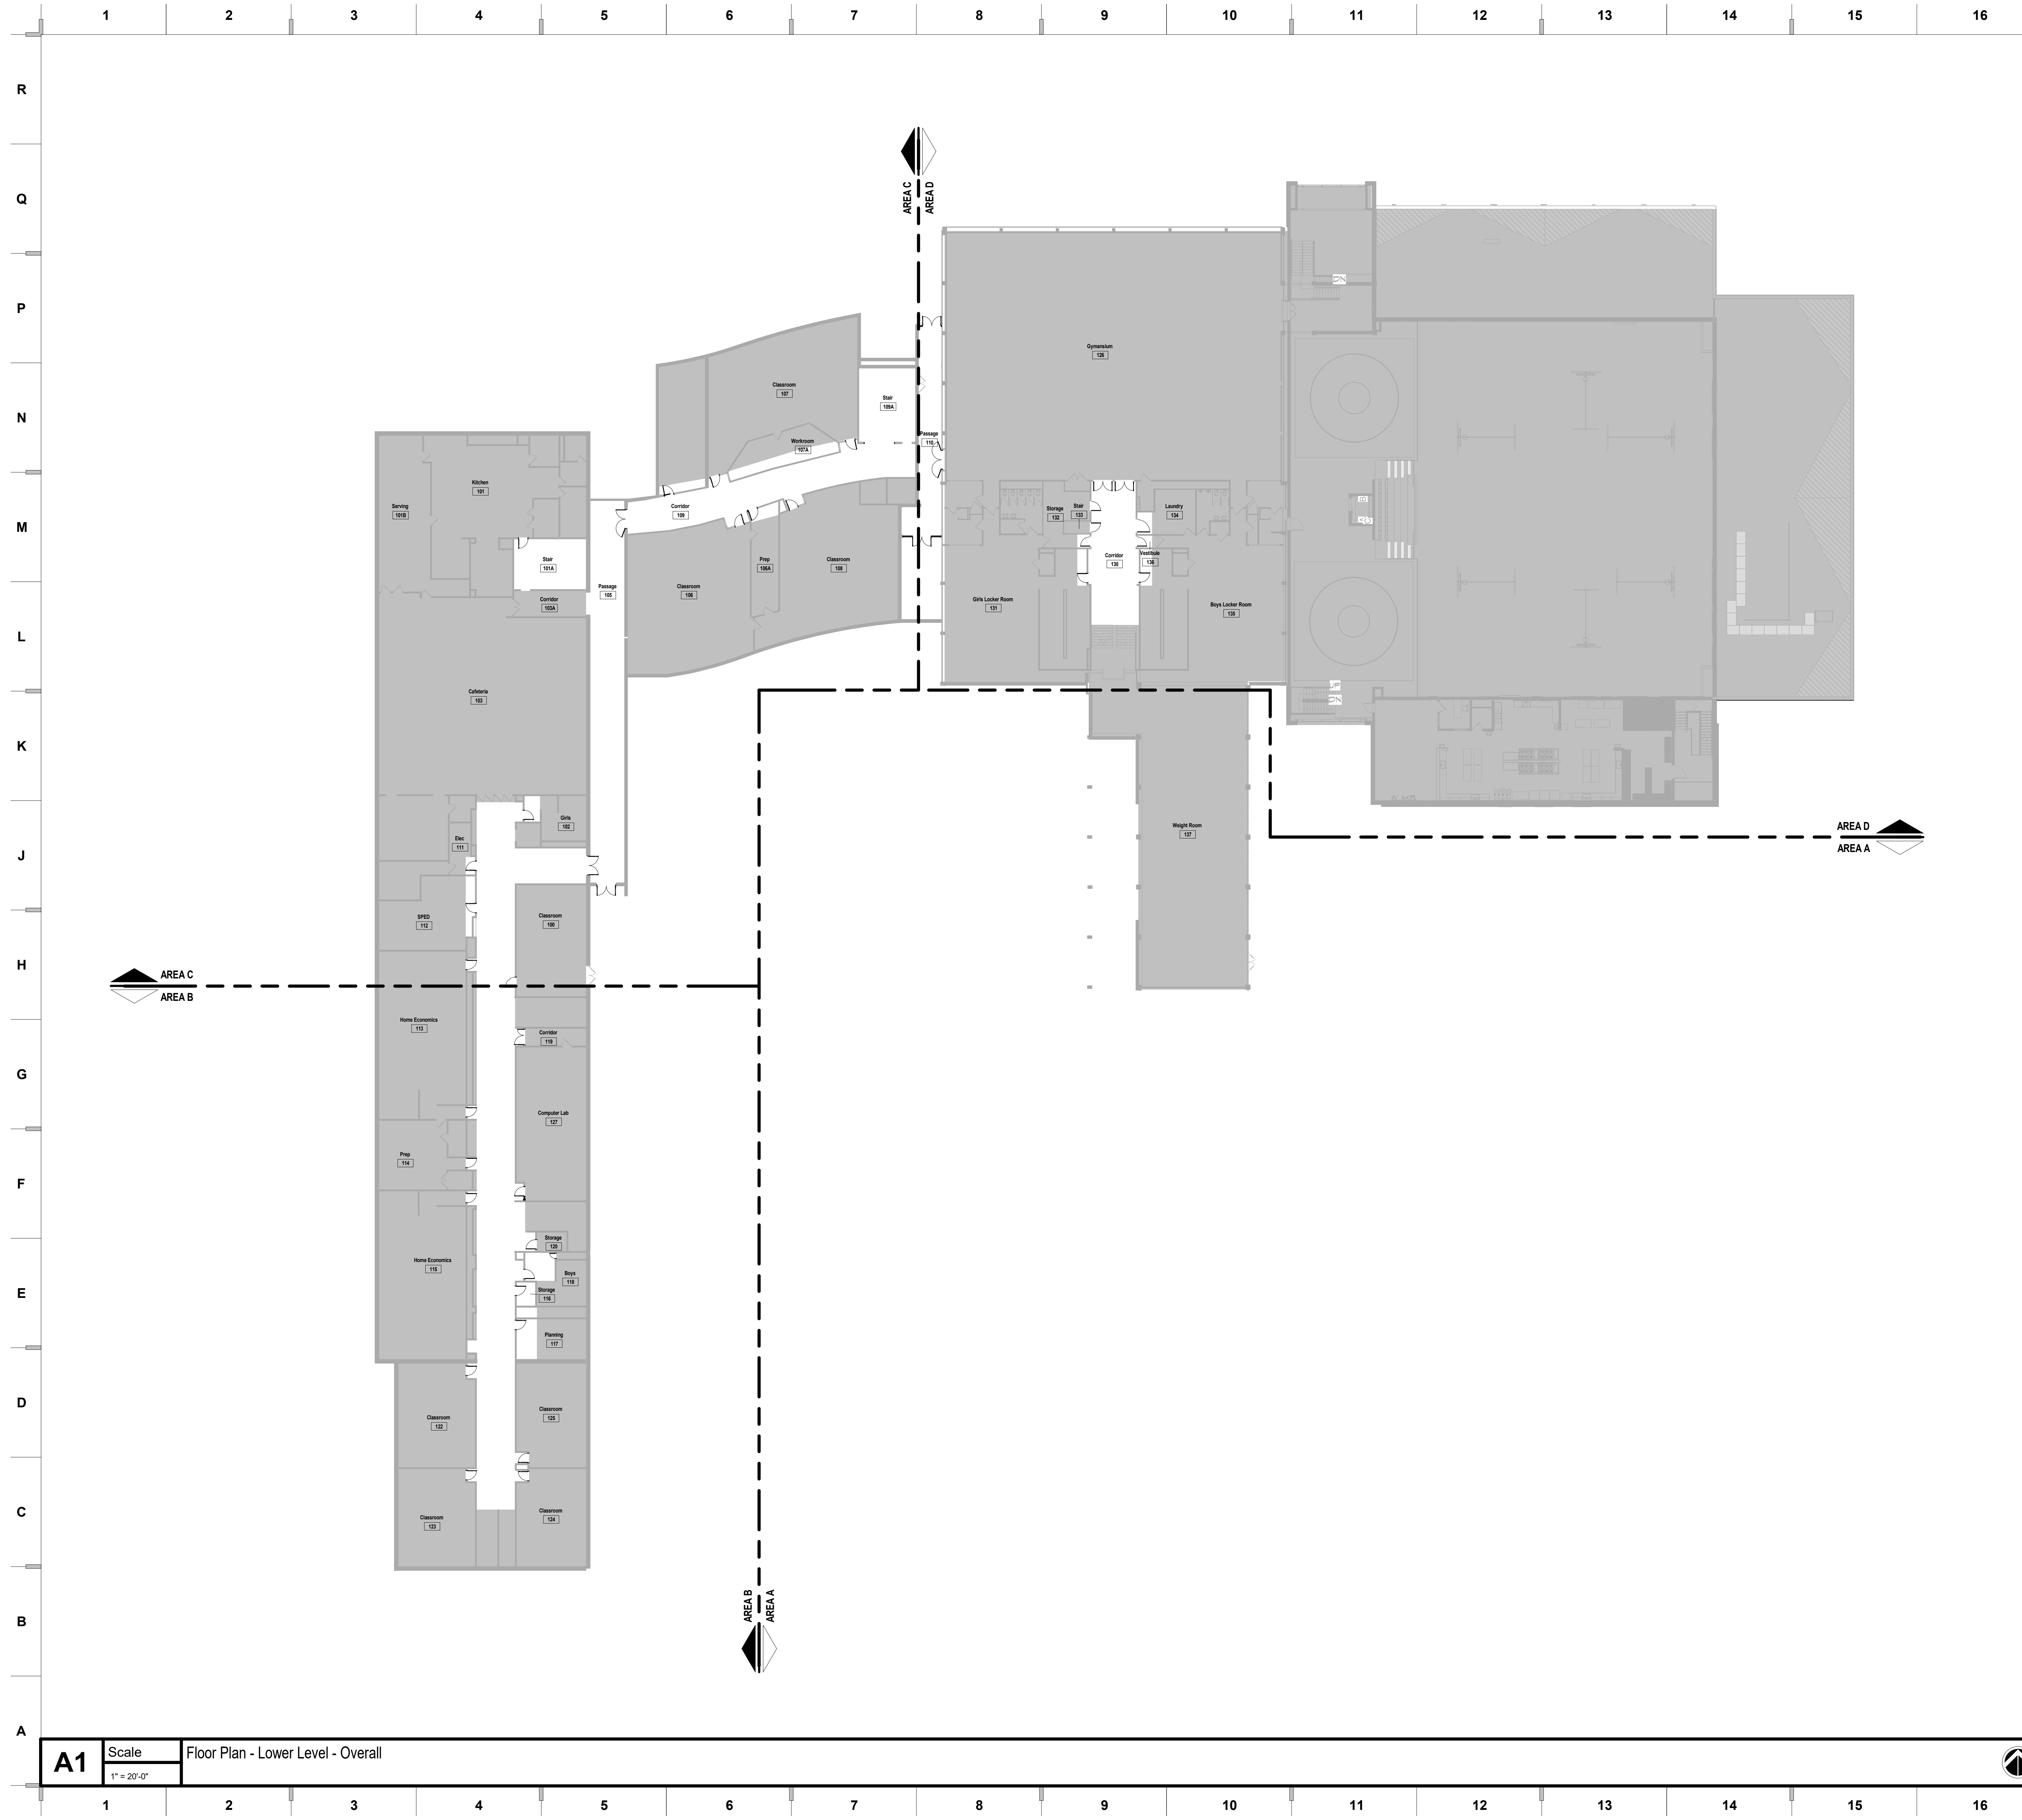 1 2 3 4 5 6 7 8 9 10 11 12 13 14 15 16
R
Q
P
N
M
L
K
J
H
G
F
E
D
C
B
A
AREA C
AREA D
DN
Gymansium
126
Classroom
107
Stair
109A
Passage
110
Workroom
107A
Kitchen
101
Serving
101B
Corridor
109
Storage
132
Stair
133
Laundry
134
Stair
101A
Prep
106A
Classroom
108
Corridor
130
Vestibule
136
Classroom
106
Passage
105
Corridor
103A
Girls Locker Room
131
Boys Locker Room
135
Cafeteria
103
DN
Girls
102
Elec
111
Weight Room
137
AREA D
AREA A
SPED
112
Classroom
100
AREA C
AREA B
Home Economics
113
Corridor
119
Computer Lab
127
Prep
114
Storage
120
Home Economics
115
Boys
118
Storage
116
Planning
117
Classroom
122
Classroom
125
Classroom
123
Classroom
124
AREA B
AREA A
A1
Scale
1" = 20'-0"
Floor Plan - Lower Level - Overall
1 2 3 4 5 6 7 8 9 10 11 12 13 14 15 16